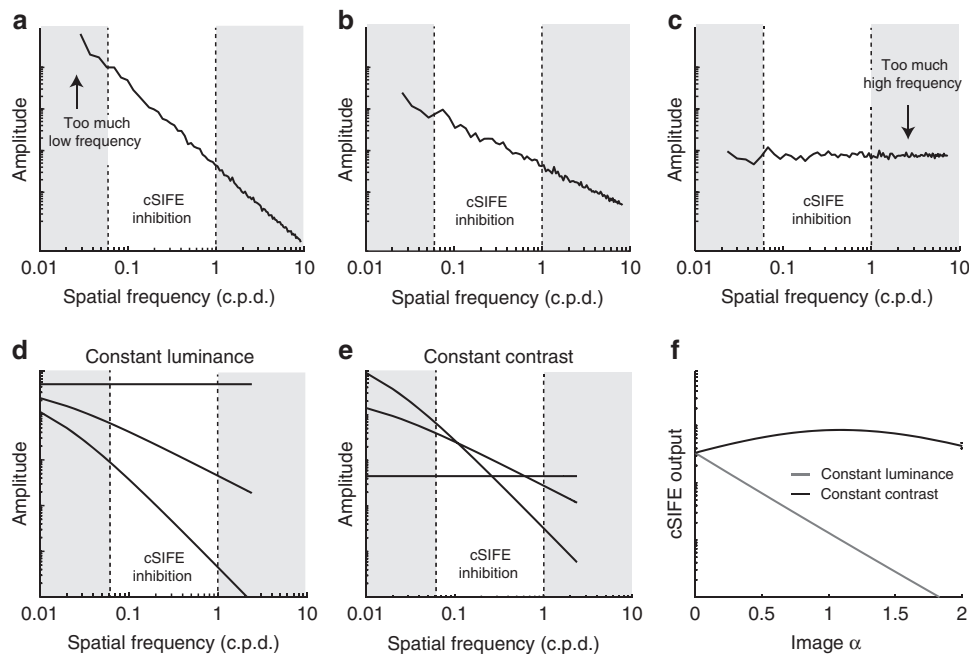 a
b
c
Amplitude
Too much
low frequency
cSIFE
inhibition
0.01
0.1
1
10
Spatial frequency (c.p.d.)
Amplitude
cSIFE
inhibition
0.01
0.1
1
10
Spatial frequency (c.p.d.)
Amplitude
Too much
high frequency
cSIFE
inhibition
0.01
0.1
1
10
Spatial frequency (c.p.d.)
d
Constant luminance
Amplitude
cSIFE
inhibition
0.01
0.1
1
10
Spatial frequency (c.p.d.)
e
Constant contrast
Amplitude
cSIFE
inhibition
0.01
0.1
1
10
Spatial frequency (c.p.d.)
f
cSIFE output
Constant luminance
Constant contrast
0
0.5
1
1.5
2
Image α